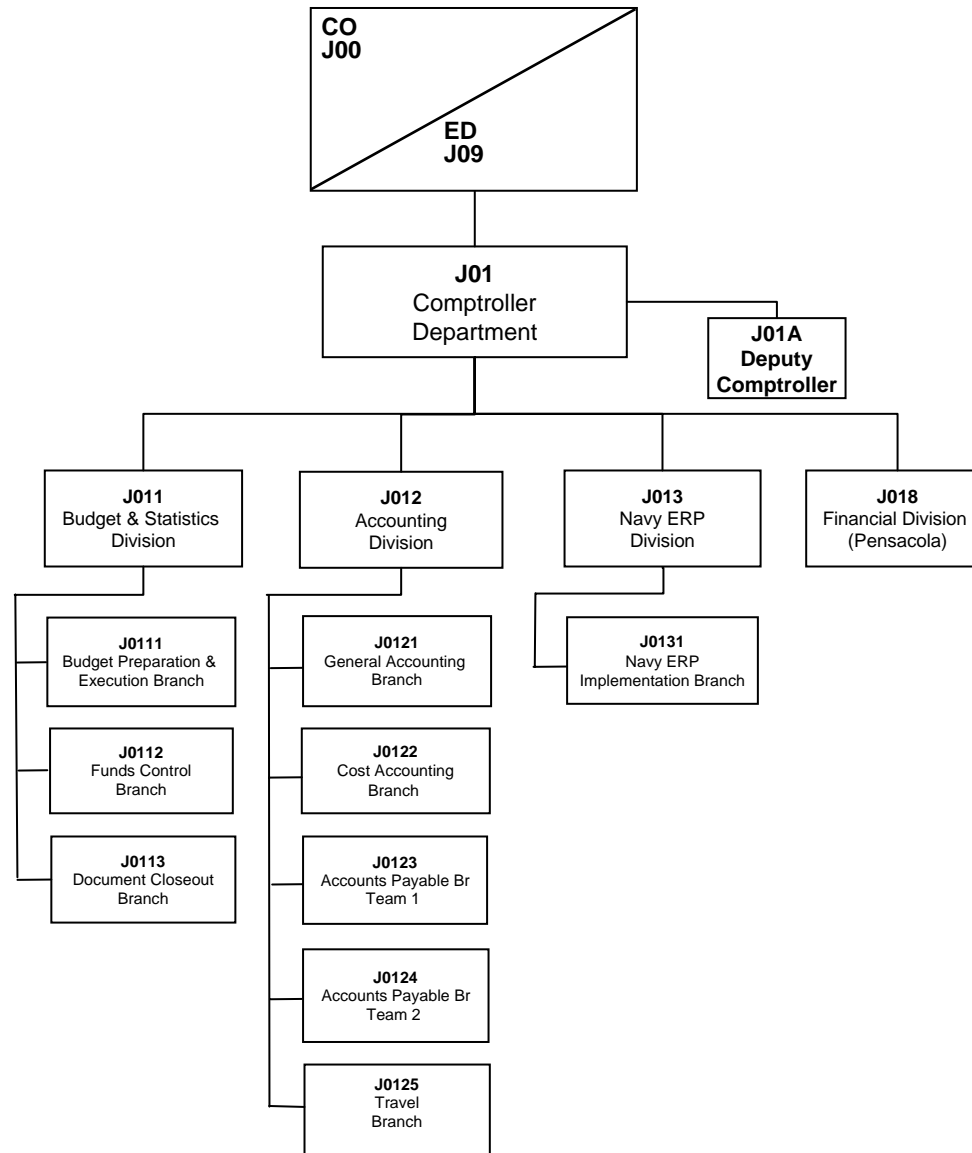 CO
J00
ED
J09
J01
Comptroller
Department
J01A
Deputy
Comptroller
J011
Budget & Statistics
Division
J012
Accounting
Division
J013
Navy ERP
Division
J018
Financial Division
(Pensacola)
J0111
Budget Preparation &
Execution Branch
J0112
Funds Control
Branch
J0113
Document Closeout
Branch
J0121
General Accounting
Branch
J0122
Cost Accounting
Branch
J0123
Accounts Payable Br
Team 1
J0124
Accounts Payable Br
Team 2
J0125
Travel
Branch
J0131
Navy ERP
Implementation Branch